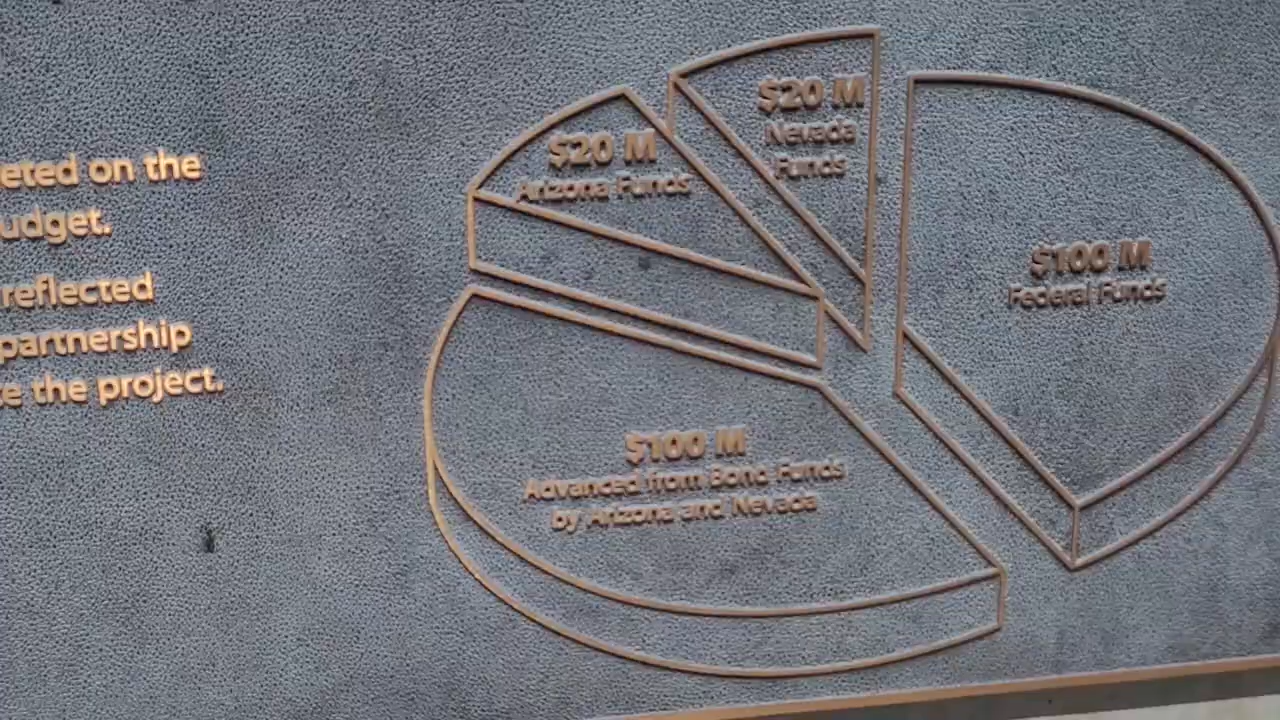 eted on the
udget.
reflected
partnership
e the project.
$20 M
Arizona Funds
$20 M
Nevada
Funds
$100 M
Federal Funds
$100 M
Advanced from Bond Funds
by Arizona and Nevada